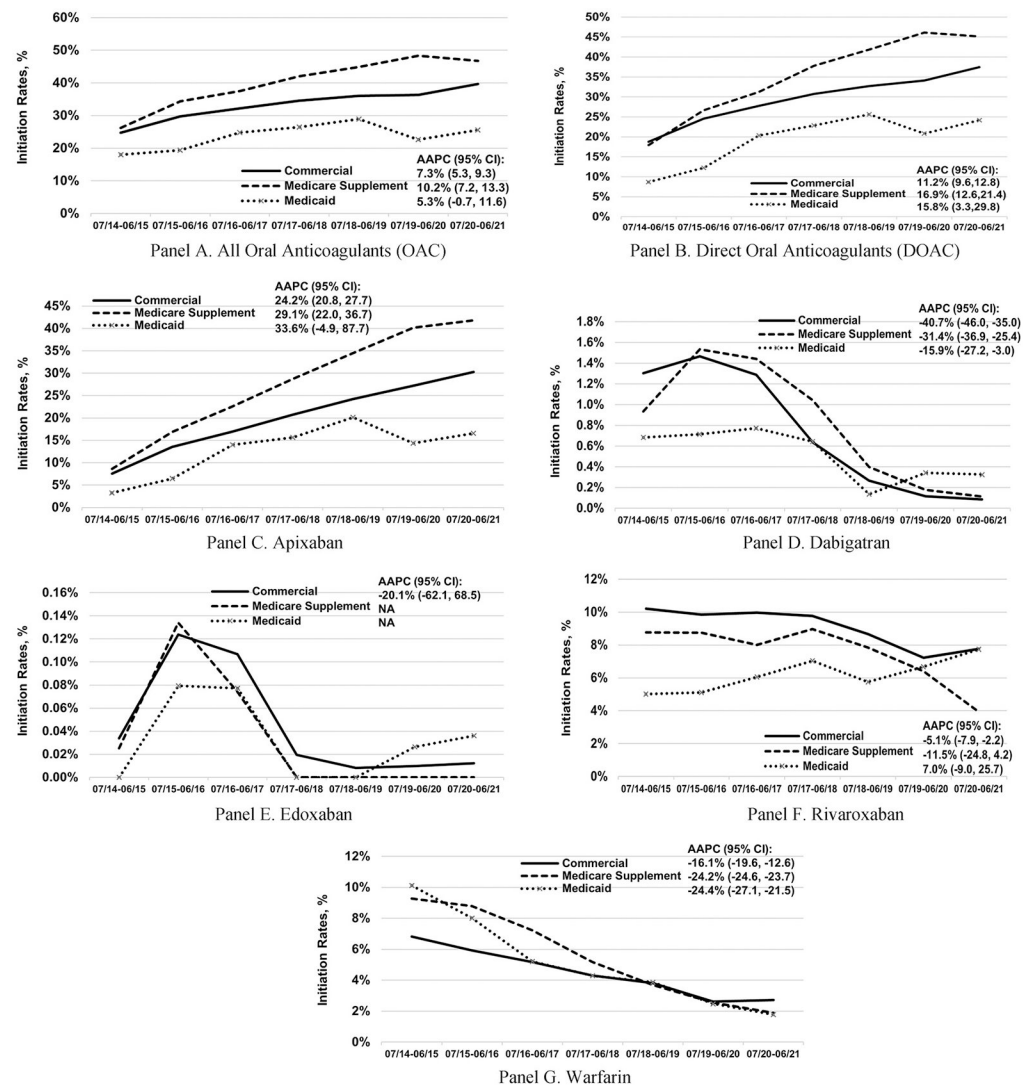 60%
50%
40%
30%
20%
10%
0%
Initiation Rates, %
AAPC (95% CI):
Commercial 7.3% (5.3, 9.3)
Medicare Supplement 10.2% (7.2, 13.3)
Medicaid 5.3% (-0.7, 11.6)
07/14-06/15 07/15-06/16 07/16-06/17 07/17-06/18 07/18-06/19 07/19-06/20 07/20-06/21
Panel A. All Oral Anticoagulants (OAC)
50%
45%
40%
35%
30%
25%
20%
15%
10%
5%
0%
Initiation Rates, %
AAPC (95% CI):
Commercial 11.2% (9.6,12.8)
Medicare Supplement 16.9% (12.6,21.4)
Medicaid 15.8% (3.3,29.8)
07/14-06/15 07/15-06/16 07/16-06/17 07/17-06/18 07/18-06/19 07/19-06/20 07/20-06/21
Panel B. Direct Oral Anticoagulants (DOAC)
AAPC (95% CI):
Commercial 24.2% (20.8, 27.7)
Medicare Supplement 29.1% (22.0, 36.7)
Medicaid 33.6% (-4.9, 87.7)
45%
40%
35%
30%
25%
20%
15%
10%
5%
0%
Initiation Rates, %
07/14-06/15 07/15-06/16 07/16-06/17 07/17-06/18 07/18-06/19 07/19-06/20 07/20-06/21
Panel C. Apixaban
AAPC (95% CI):
Commercial -40.7% (-46.0, -35.0)
Medicare Supplement -31.4% (-36.9, -25.4)
Medicaid -15.9% (-27.2, -3.0)
1.8%
1.6%
1.4%
1.2%
1.0%
0.8%
0.6%
0.4%
0.2%
0.0%
Initiation Rates, %
07/14-06/15 07/15-06/16 07/16-06/17 07/17-06/18 07/18-06/19 07/19-06/20 07/20-06/21
Panel D. Dabigatran
AAPC (95% CI):
Commercial -20.1% (-62.1, 68.5)
Medicare Supplement NA
Medicaid NA
0.16%
0.14%
0.12%
0.10%
0.08%
0.06%
0.04%
0.02%
0.00%
Initiation Rates, %
07/14-06/15 07/15-06/16 07/16-06/17 07/17-06/18 07/18-06/19 07/19-06/20 07/20-06/21
Panel E. Edoxaban
12%
10%
8%
6%
4%
2%
0%
Initiation Rates, %
AAPC (95% CI):
Commercial -5.1% (-7.9, -2.2)
Medicare Supplement -11.5% (-24.8, 4.2)
Medicaid 7.0% (-9.0, 25.7)
07/14-06/15 07/15-06/16 07/16-06/17 07/17-06/18 07/18-06/19 07/19-06/20 07/20-06/21
Panel F. Rivaroxaban
AAPC (95% CI):
Commercial -16.1% (-19.6, -12.6)
Medicare Supplement -24.2% (-24.6, -23.7)
Medicaid -24.4% (-27.1, -21.5)
12%
10%
8%
6%
4%
2%
0%
Initiation Rates, %
07/14-06/15 07/15-06/16 07/16-06/17 07/17-06/18 07/18-06/19 07/19-06/20 07/20-06/21
Panel G. Warfarin